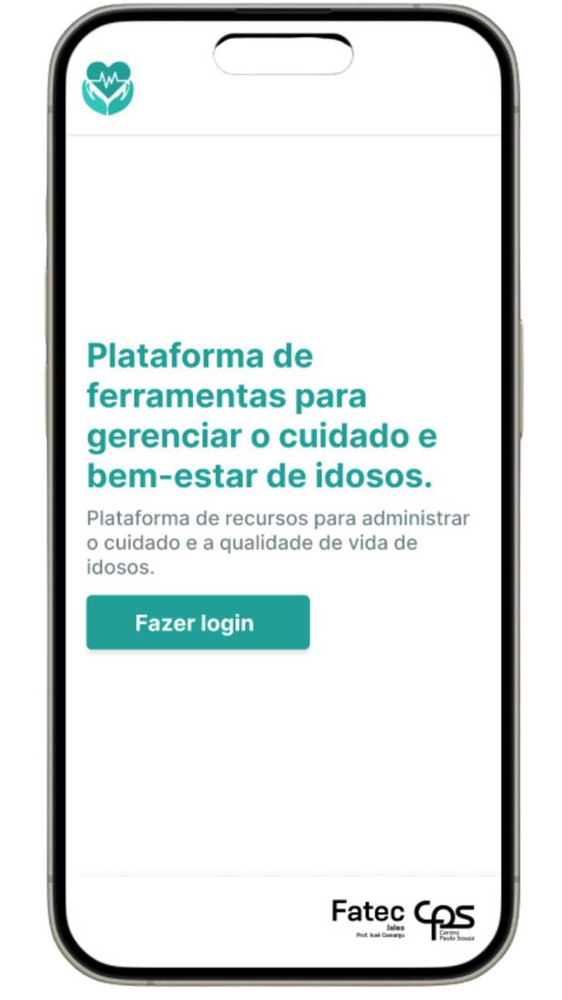 Plataforma de
ferramentas para
gerenciar o cuidado e
bem-estar de idosos.
Plataforma de recursos para administrar
o cuidado e a qualidade de vida de
idosos.
Fazer login
Fatec
Jales
Prof. José Camargo
CPS
Centro
Paula Souza